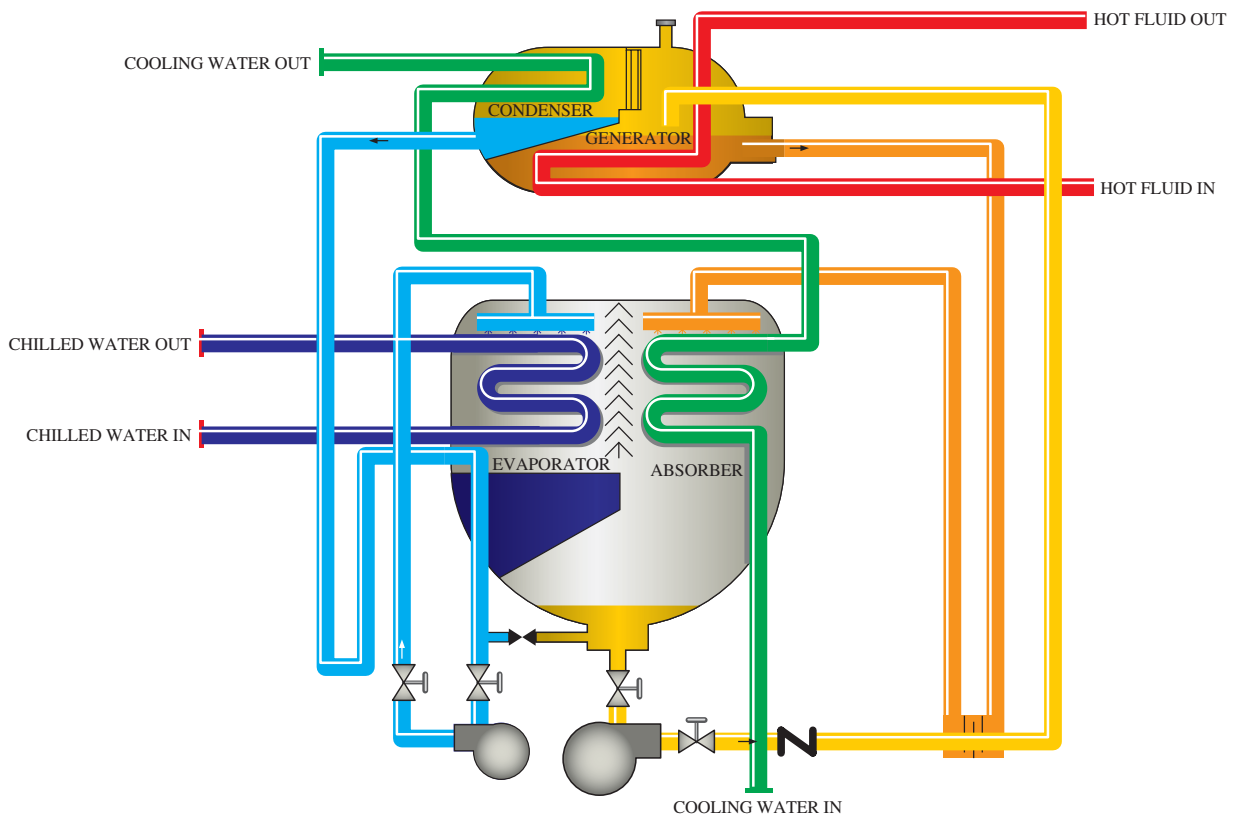 HOT FLUID OUT
COOLING WATER OUT
CONDENSER
GENERATOR
HOT FLUID IN
CHILLED WATER OUT
CHILLED WATER IN
EVAPORATOR
ABSORBER
COOLING WATER IN